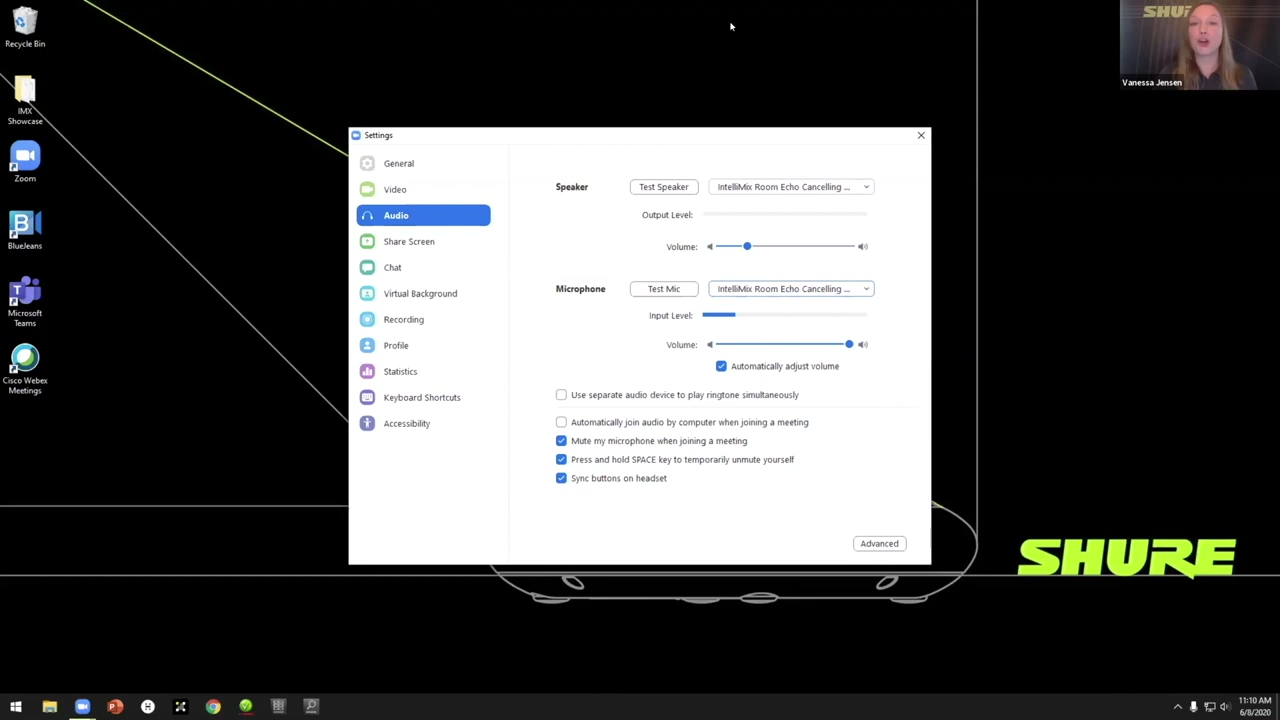 Recycle Bin
IMX
Showcase
Zoom
BlueJeans
Microsoft
Teams
Cisco Webex
Meetings
Settings
General
Video
Audio
Share Screen
Chat
Virtual Background
Recording
Profile
Statistics
Keyboard Shortcuts
Accessibility
Speaker
Test Speaker
IntelliMix Room Echo Cancelling ...
Output Level:
Volume:
Microphone
Test Mic
IntelliMix Room Echo Cancelling ...
Input Level:
Volume:
Automatically adjust volume
Use separate audio device to play ringtone simultaneously
Automatically join audio by computer when joining a meeting
Mute my microphone when joining a meeting
Press and hold SPACE key to temporarily unmute yourself
Sync buttons on headset
Advanced
Vanessa Jensen
SHURE
11:10 AM
6/8/2020